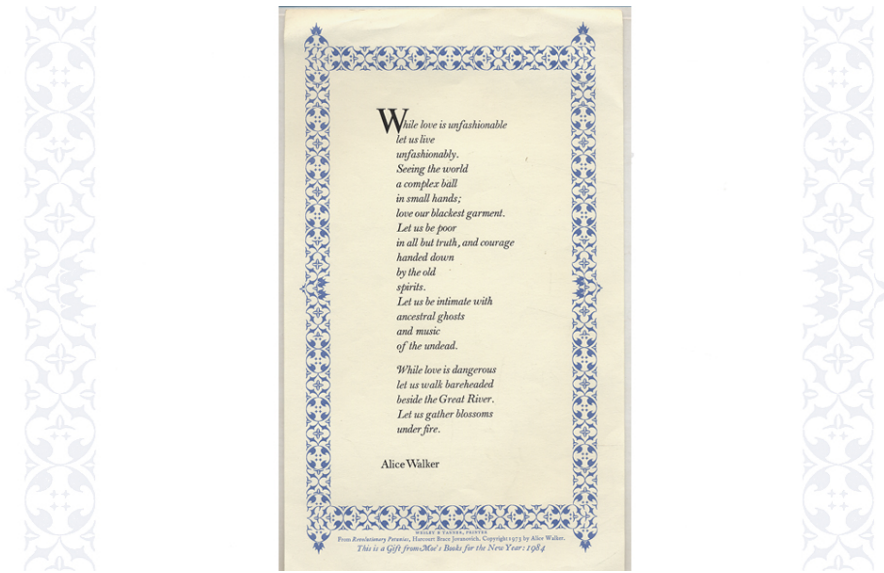 While love is unfashionable
let us live
unfashionably.
Seeing the world
a complex ball
in small hands;
love our blackest garment.
Let us be poor
in all but truth, and courage
handed down
by the old
spirits.
Let us be intimate with
ancestral ghosts
and music
of the undead.
While love is dangerous
let us walk bareheaded
beside the Great River.
Let us gather blossoms
under fire.
Alice Walker
WESLEY B. TANNER, PRINTER
From Revolutionary Petunias, Harcourt Brace Jovanovich. Copyright 1973 by Alice Walker.
This is a Gift from Moe's Books for the New Year: 1984